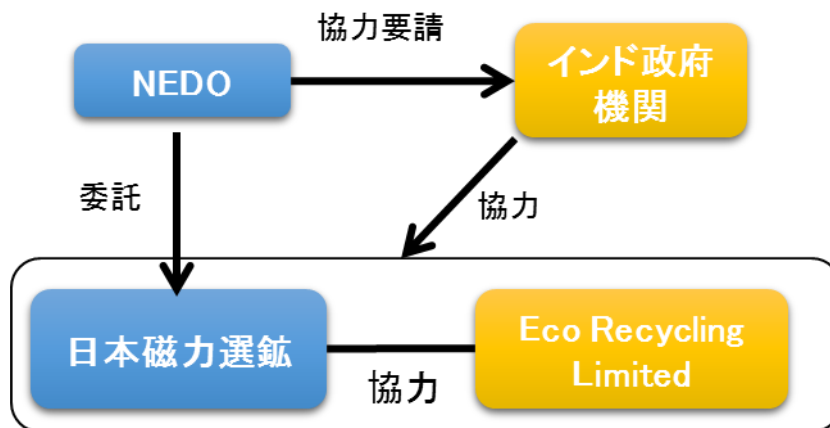 協力要請
NEDO
インド政府
機関
委託
協力
日本磁力選鉱
Eco Recycling
Limited
協力